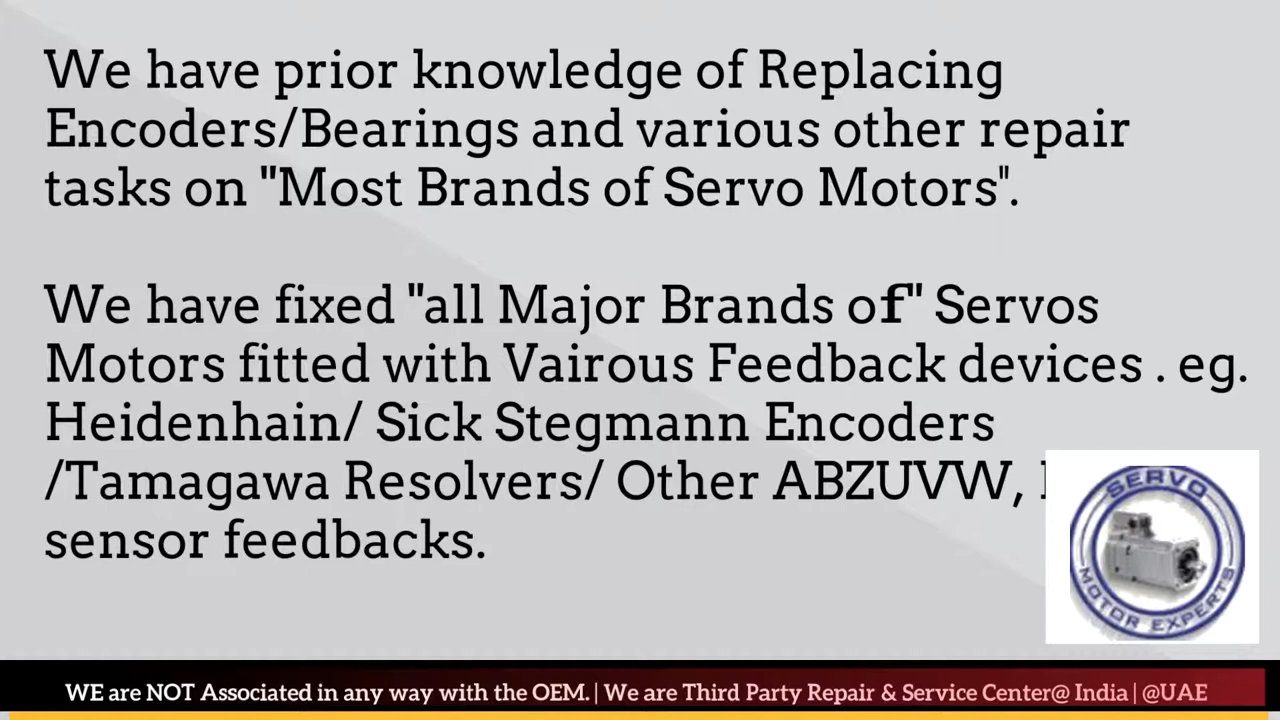 We have prior knowledge of Replacing
Encoders/Bearings and various other repair
tasks on "Most Brands of Servo Motors".
We have fixed "all Major Brands of" Servos
Motors fitted with Vairous Feedback devices . eg.
Heidenhain/ Sick Stegmann Encoders
/Tamagawa Resolvers/ Other ABZUVW,
sensor feedbacks.
SERVO
MOTOR EXPERTS
WE are NOT Associated in any way with the OEM. | We are Third Party Repair & Service Center@ India | @UAE